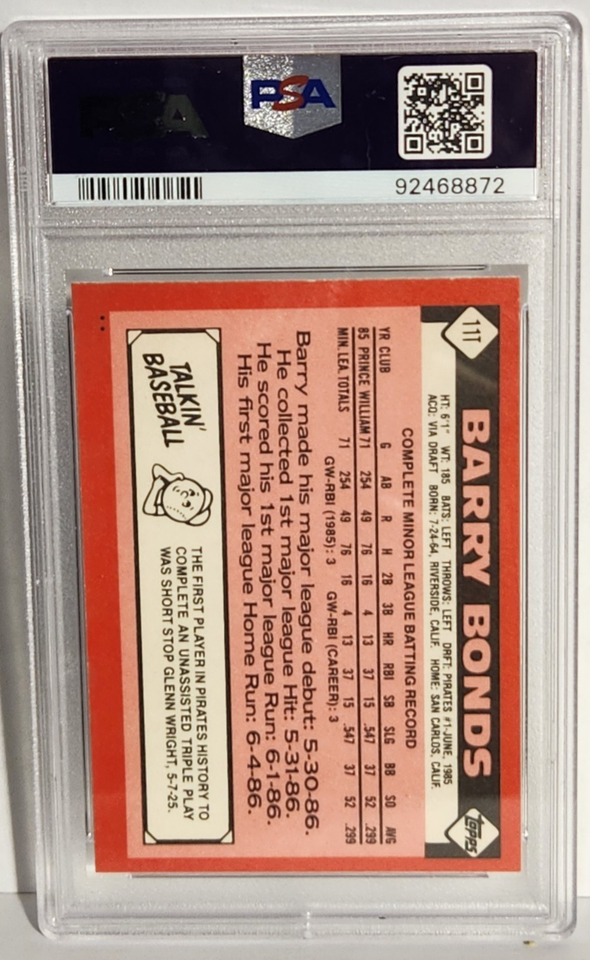 PSA
PSA
92468872
11T
BARRY BONDS
topps
HT: 6'1" WT: 185 BATS: LEFT THROWS: LEFT DRFT: PIRATES #1-JUNE, 1985
ACQ: VIA DRAFT BORN: 7-24-64, RIVERSIDE, CALIF. HOME: SAN CARLOS, CALIF.
COMPLETE MINOR LEAGUE BATTING RECORD
YR CLUB G AB R H 2B 3B HR RBI SB SLG BB SO AVG
85 PRINCE WILLIAM 71 254 49 76 16 4 13 37 15 .547 37 52 .299
MIN. LEA. TOTALS 71 254 49 76 16 4 13 37 15 .547 37 52 .299
GW-RBI (1985): 3 GW-RBI (CAREER): 3
Barry made his major league debut: 5-30-86.
He collected 1st major league Hit: 5-31-86.
He scored his 1st major league Run: 6-1-86.
His first major league Home Run: 6-4-86.
TALKIN'
BASEBALL
THE FIRST PLAYER IN PIRATES HISTORY TO
COMPLETE AN UNASSISTED TRIPLE PLAY
WAS SHORT STOP GLENN WRIGHT, 5-7-25.